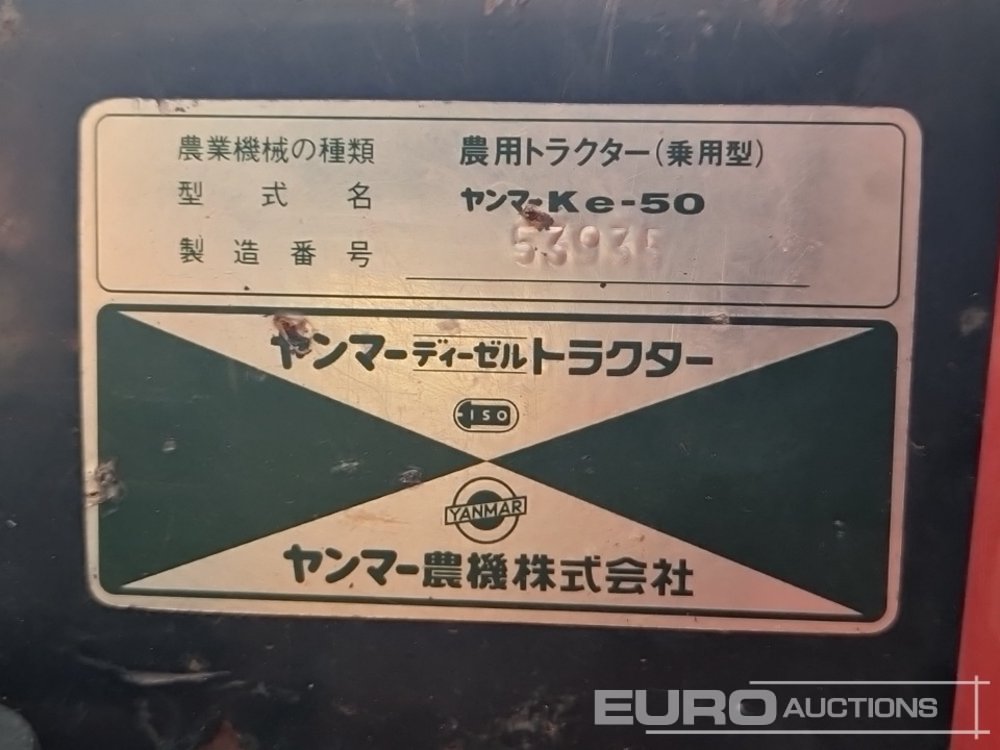 農業機械の種類 農用トラクター(乗用型)
型式名 ヤンマーKe-50
製造番号
ヤンマーディーゼルトラクター
ISO
YANMAR
ヤンマー農機株式会社
EURO AUCTIONS